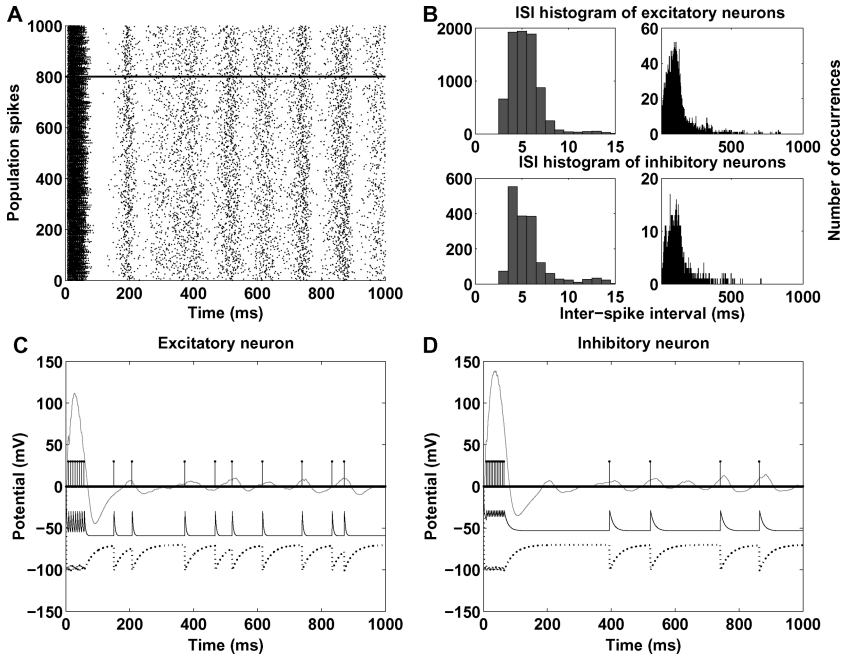 A
Population spikes
1000
800
600
400
200
0
0 200 400 600 800 1000
Time (ms)
B
ISI histogram of excitatory neurons
2000
1000
0
0 5 10 15
60
40
20
0
0 500 1000
ISI histogram of inhibitory neurons
600
400
200
0
0 5 10 15
20
10
0
0 500 1000
Inter−spike interval (ms)
Number of occurrences
C
Excitatory neuron
Potential (mV)
150
100
50
0
−50
−100
−150
0 200 400 600 800 1000
Time (ms)
D
Inhibitory neuron
Potential (mV)
150
100
50
0
−50
−100
−150
0 200 400 600 800 1000
Time (ms)